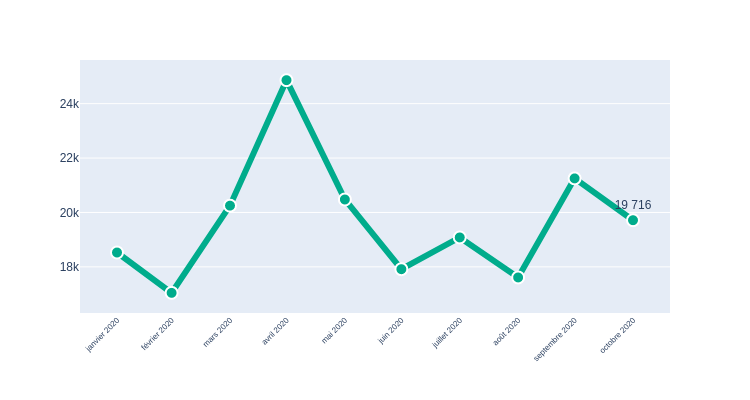 24k
22k
20k
18k
19 716
janvier 2020
février 2020
mars 2020
avril 2020
mai 2020
juin 2020
juillet 2020
août 2020
septembre 2020
octobre 2020